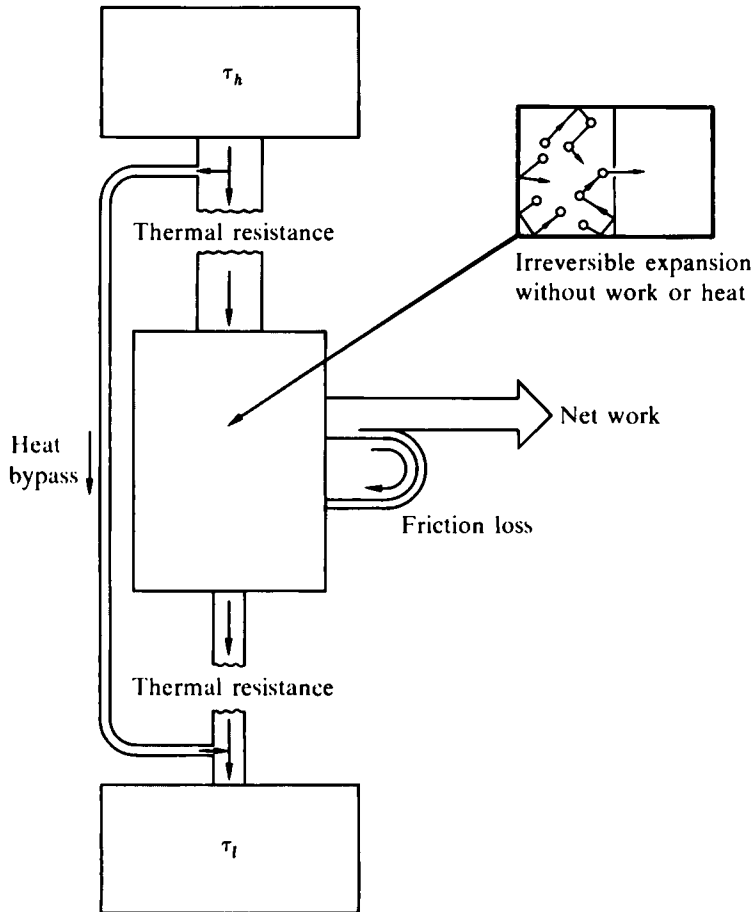 τh
Thermal resistance
Irreversible expansion
without work or heat
Net work
Heat
bypass
Friction loss
Thermal resistance
τl